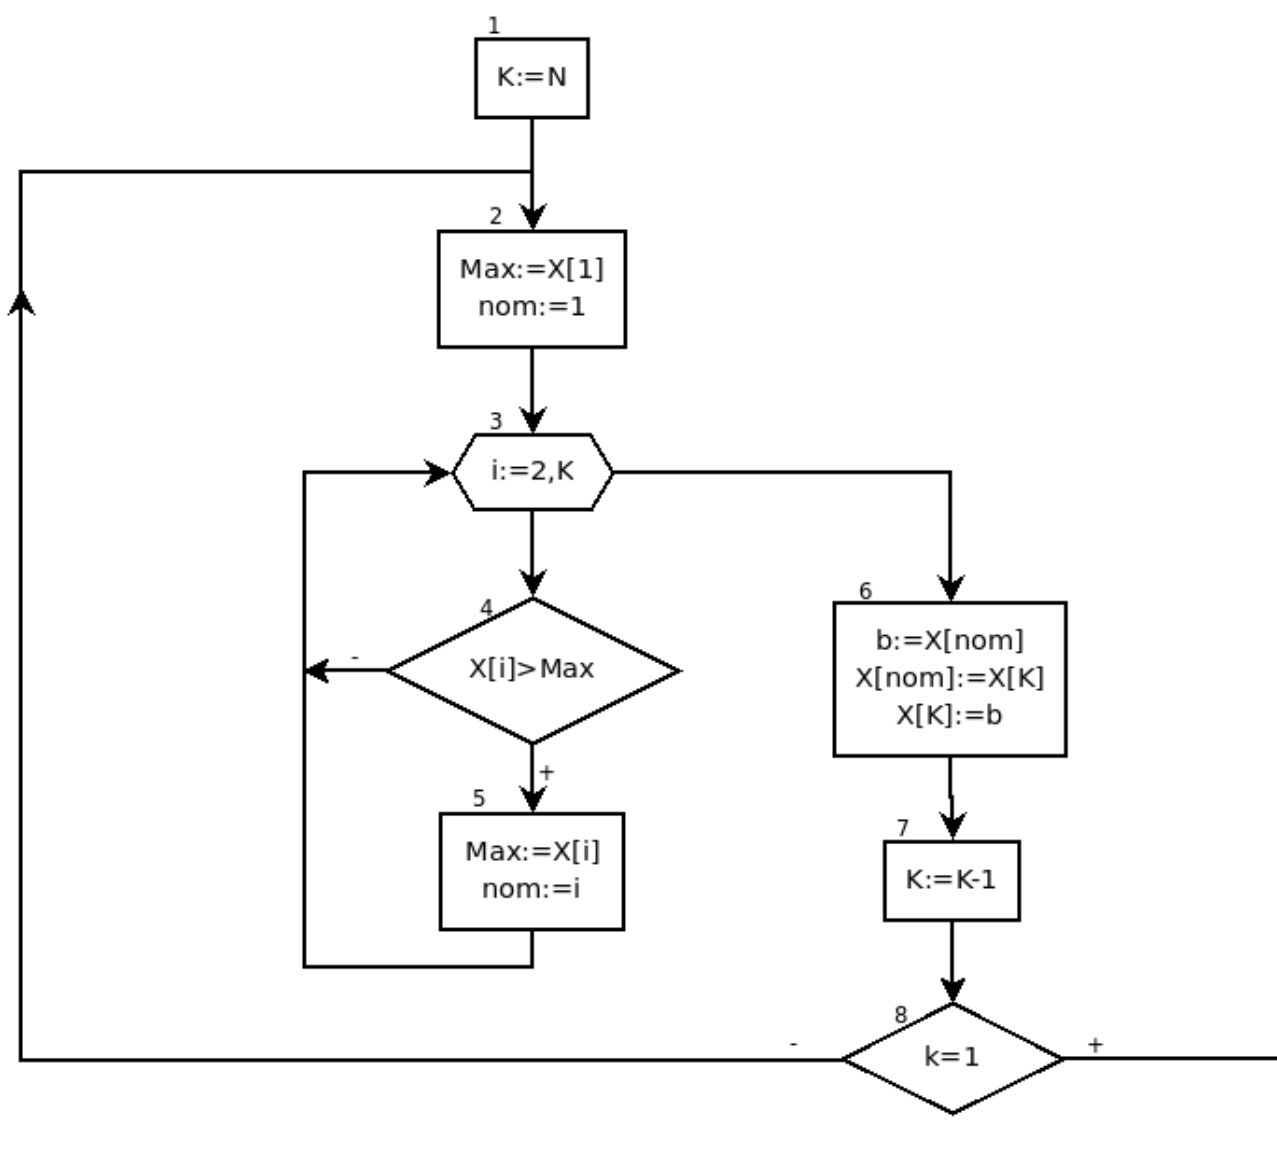 1
K:=N
2
Max:=X[1]
nom:=1
3
i:=2,K
4
X[i]>Max
-
+
5
Max:=X[i]
nom:=i
6
b:=X[nom]
X[nom]:=X[K]
X[K]:=b
7
K:=K-1
8
k=1
-
+